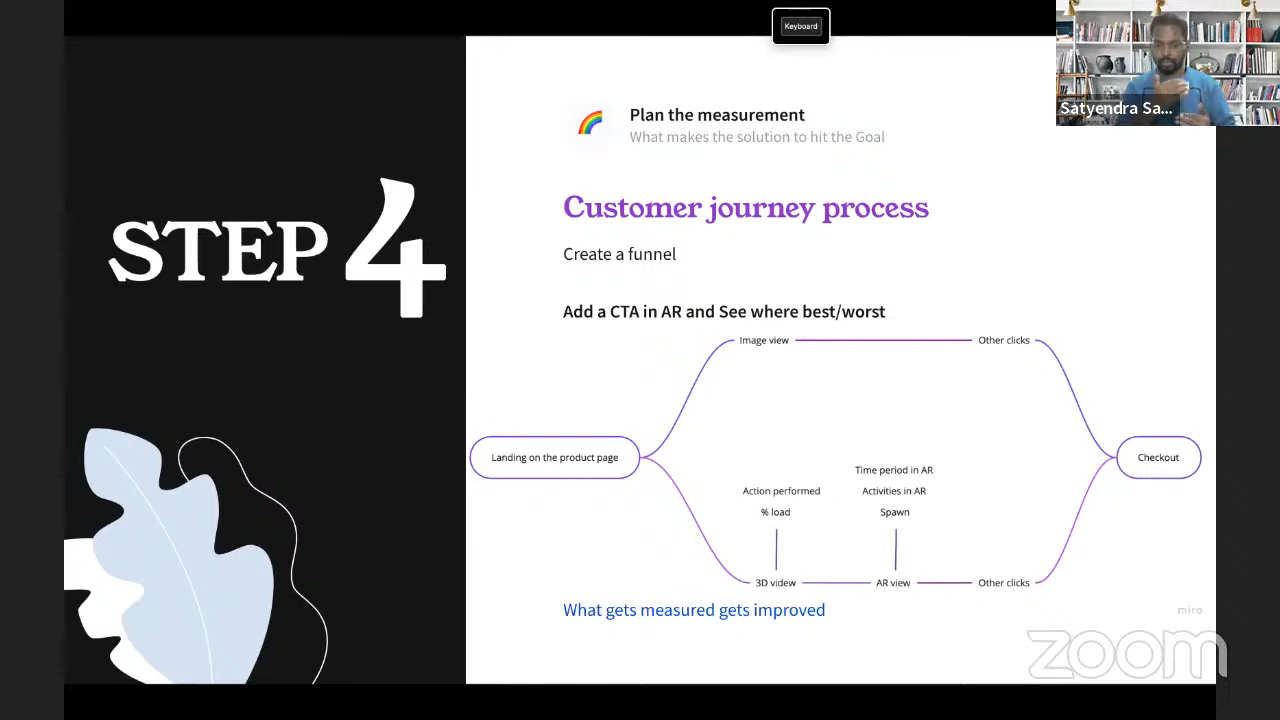 Keyboard
Satyendra Sa...
Plan the measurement
What makes the solution to hit the Goal
STEP 4
Customer journey process
Create a funnel
Add a CTA in AR and See where best/worst
Image view
Other clicks
Landing on the product page
Checkout
Time period in AR
Action performed
Activities in AR
% load
Spawn
3D videw
AR view
Other clicks
What gets measured gets improved
miro
zoom